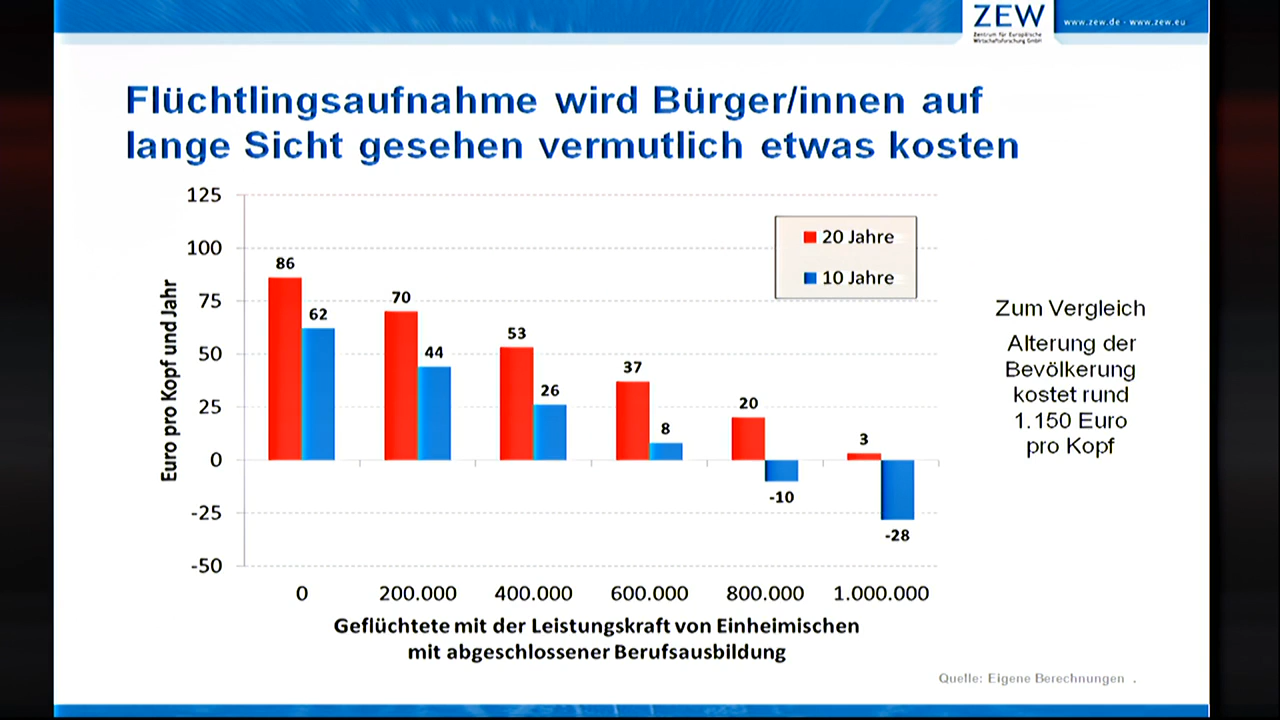 ZEW
Zentrum für Europäische
Wirtschaftsforschung GmbH
www.zew.de - www.zew.eu
Flüchtlingsaufnahme wird Bürger/innen auf
lange Sicht gesehen vermutlich etwas kosten
Euro pro Kopf und Jahr
125
100
75
50
25
0
-25
-50
20 Jahre
10 Jahre
86
62
70
44
53
26
37
8
20
-10
3
-28
0
200.000
400.000
600.000
800.000
1.000.000
Geflüchtete mit der Leistungskraft von Einheimischen
mit abgeschlossener Berufsausbildung
Zum Vergleich
Alterung der
Bevölkerung
kostet rund
1.150 Euro
pro Kopf
Quelle: Eigene Berechnungen .